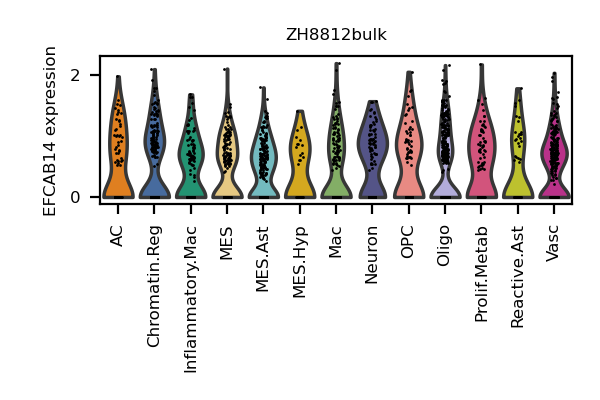 ZH8812bulk
EFCAB14 expression
2
0
AC
Chromatin.Reg
Inflammatory.Mac
MES
MES.Ast
MES.Hyp
Mac
Neuron
OPC
Oligo
Prolif.Metab
Reactive.Ast
Vasc